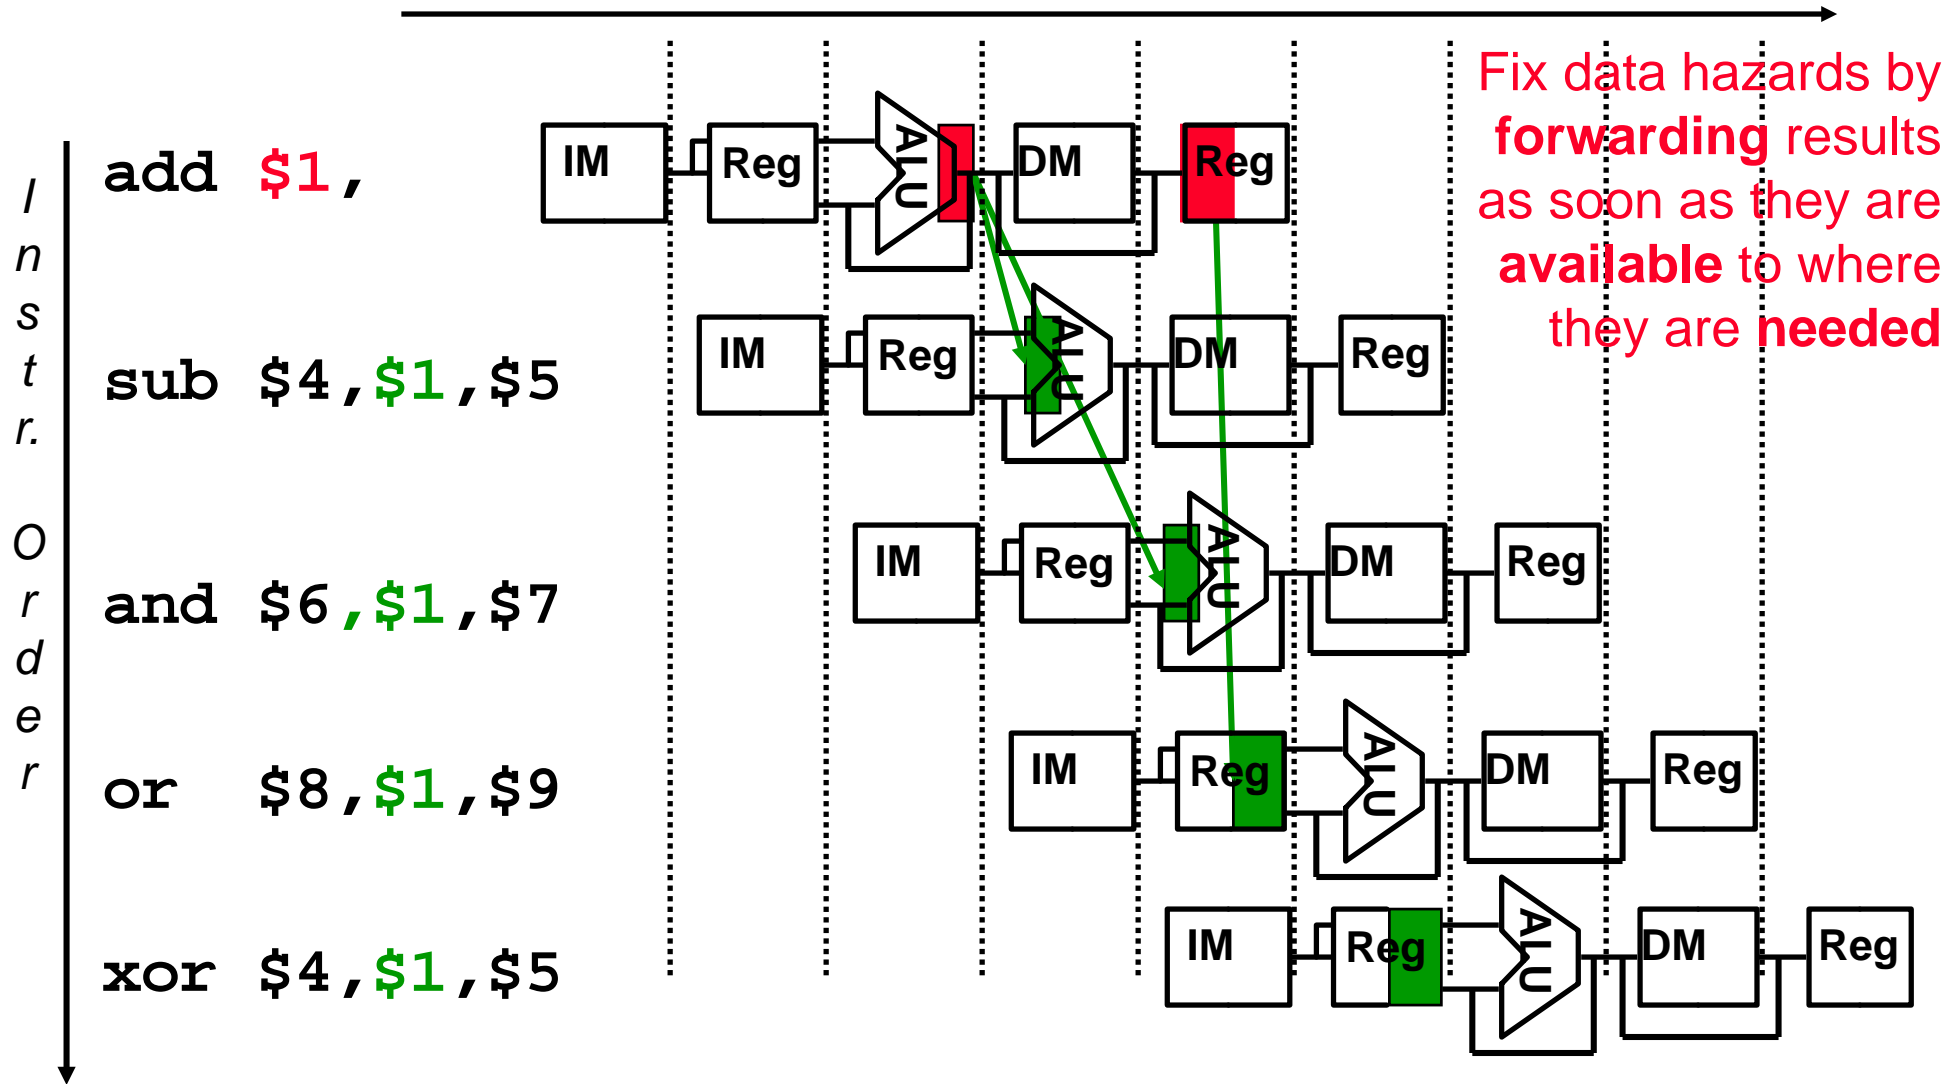 Fix data hazards by
forwarding results
as soon as they are
available to where
they are needed
Instr. Order
add $1,
IM Reg ALU DM Reg
sub $4,$1,$5
IM Reg ALU DM Reg
and $6,$1,$7
IM Reg ALU DM Reg
or $8,$1,$9
IM Reg ALU DM Reg
xor $4,$1,$5
IM Reg ALU DM Reg